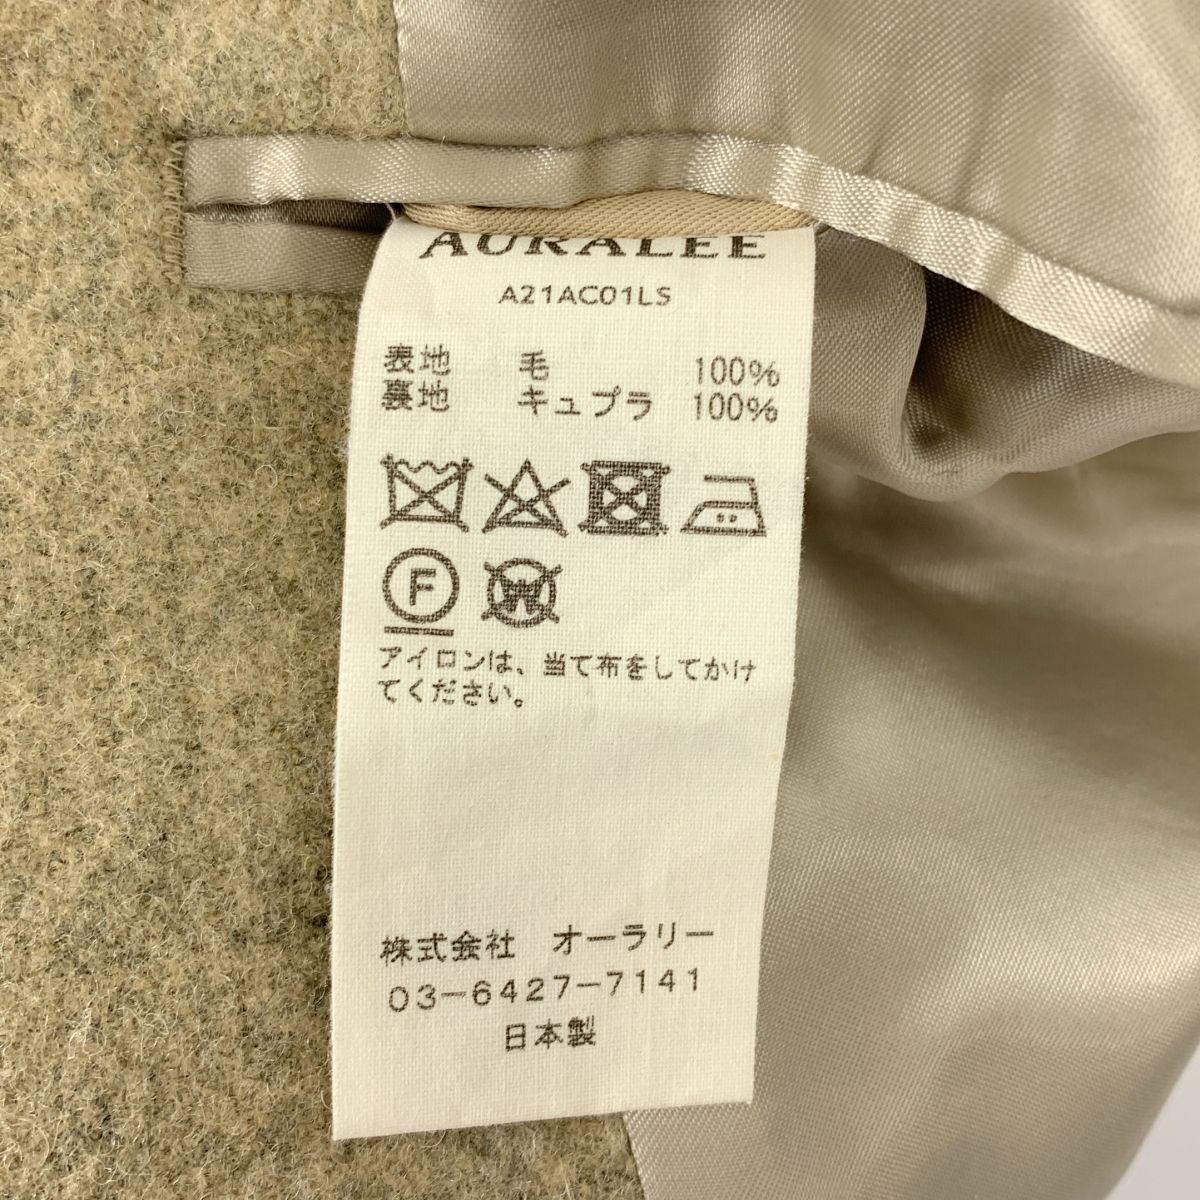 AURALEE
A21AC01LS
表地 毛 100%
裏地 キュプラ 100%
F W
アイロンは、当て布をしてかけ
てください。
株式会社 オーラリー
03-6427-7141
日本製